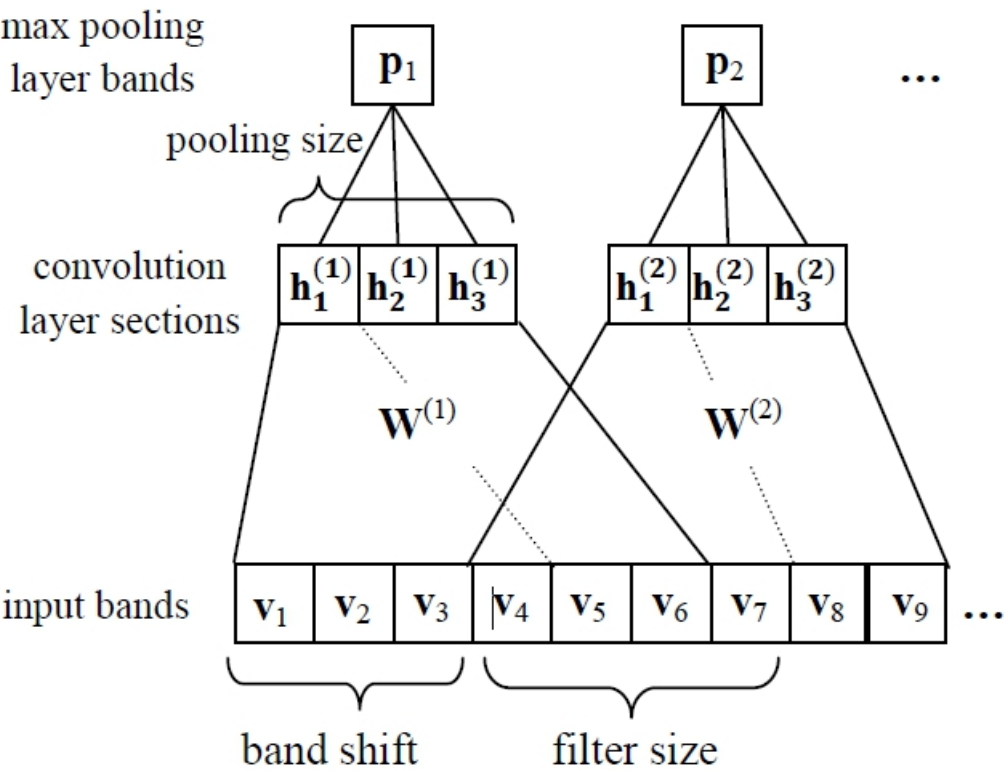 max pooling
layer bands
p₁ p₂ ...
pooling size
convolution
layer sections
h₁⁽¹⁾ h₂⁽¹⁾ h₃⁽¹⁾ h₁⁽²⁾ h₂⁽²⁾ h₃⁽²⁾
W⁽¹⁾ W⁽²⁾
input bands v₁ v₂ v₃ v₄ v₅ v₆ v₇ v₈ v₉ ...
band shift filter size